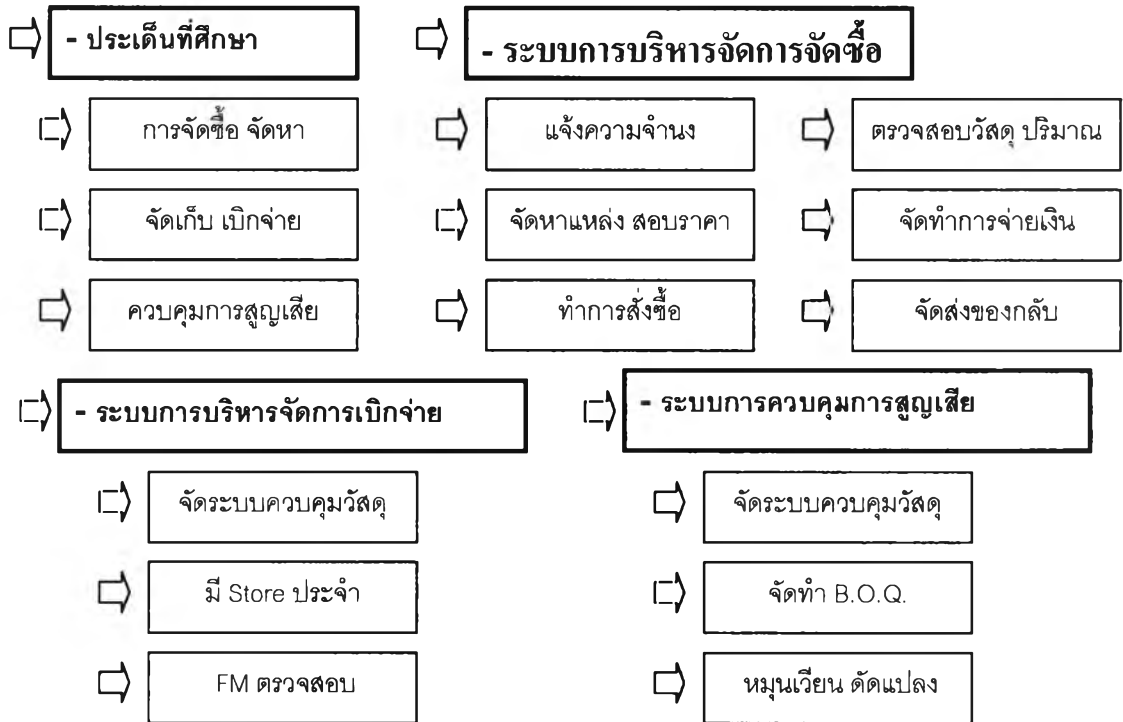 - ประเด็นที่ศึกษา
การจัดซื้อ จัดหา
จัดเก็บ เบิกจ่าย
ควบคุมการสูญเสีย
- ระบบการบริหารจัดการจัดซื้อ
แจ้งความจำนง
จัดหาแหล่ง สอบราคา
ทำการสั่งซื้อ
ตรวจสอบวัสดุ ปริมาณ
จัดทำการจ่ายเงิน
จัดส่งของกลับ
- ระบบการบริหารจัดการเบิกจ่าย
จัดระบบควบคุมวัสดุ
มี Store ประจำ
FM ตรวจสอบ
- ระบบการควบคุมการสูญเสีย
จัดระบบควบคุมวัสดุ
จัดทำ B.O.Q.
หมุนเวียน ดัดแปลง